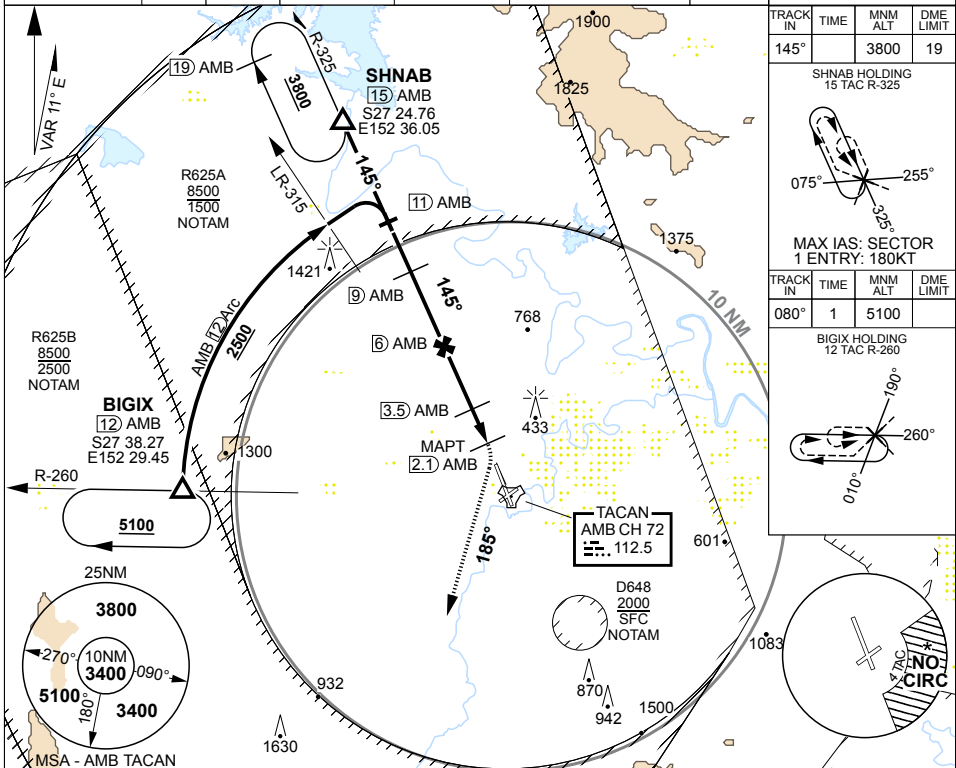 1900
1825
R-325
19 AMB
3800
SHNAB
15 AMB
S27 24.76
E152 36.05
VAR 11° E
145°
R625A
8500
1500
NOTAM
LR-315
11 AMB
1421
1375
9 AMB
145°
10 NM
768
AMB 12 Arc
2500
6 AMB
R625B
8500
2500
NOTAM
3.5 AMB
433
BIGIX
12 AMB
S27 38.27
E152 29.45
MAPT
2.1 AMB
1300
R-260
5100
TACAN
AMB CH 72
112.5
601
185°
25NM
3800
10NM
3400
270°
090°
5100
180°
3400
MSA - AMB TACAN
D648
2000
SFC
NOTAM
1083
932
870
942
1500
1630
4 TAC
*
NO
CIRC
TRACK IN TIME MNM ALT DME LIMIT
145° 3800 19
SHNAB HOLDING
15 TAC R-325
075°
255°
325°
MAX IAS: SECTOR
1 ENTRY: 180KT
TRACK IN TIME MNM ALT DME LIMIT
080° 1 5100
BIGIX HOLDING
12 TAC R-260
190°
260°
010°